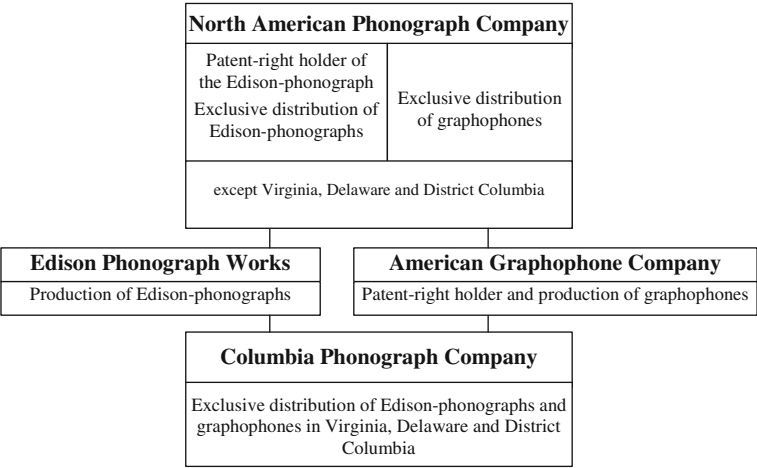 North American Phonograph Company
Patent-right holder of
the Edison-phonograph
Exclusive distribution of
Edison-phonographs
Exclusive distribution
of graphophones
except Virginia, Delaware and District Columbia
Edison Phonograph Works
Production of Edison-phonographs
American Graphophone Company
Patent-right holder and production of graphophones
Columbia Phonograph Company
Exclusive distribution of Edison-phonographs and
graphophones in Virginia, Delaware and District
Columbia